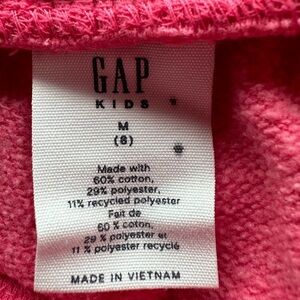 GAP
KIDS
M
(8)
Made with
60% cotton,
29% polyester,
11% recycled polyester
Fait de
60 % coton,
29 % polyester et
11 % polyester recyclé
MADE IN VIETNAM